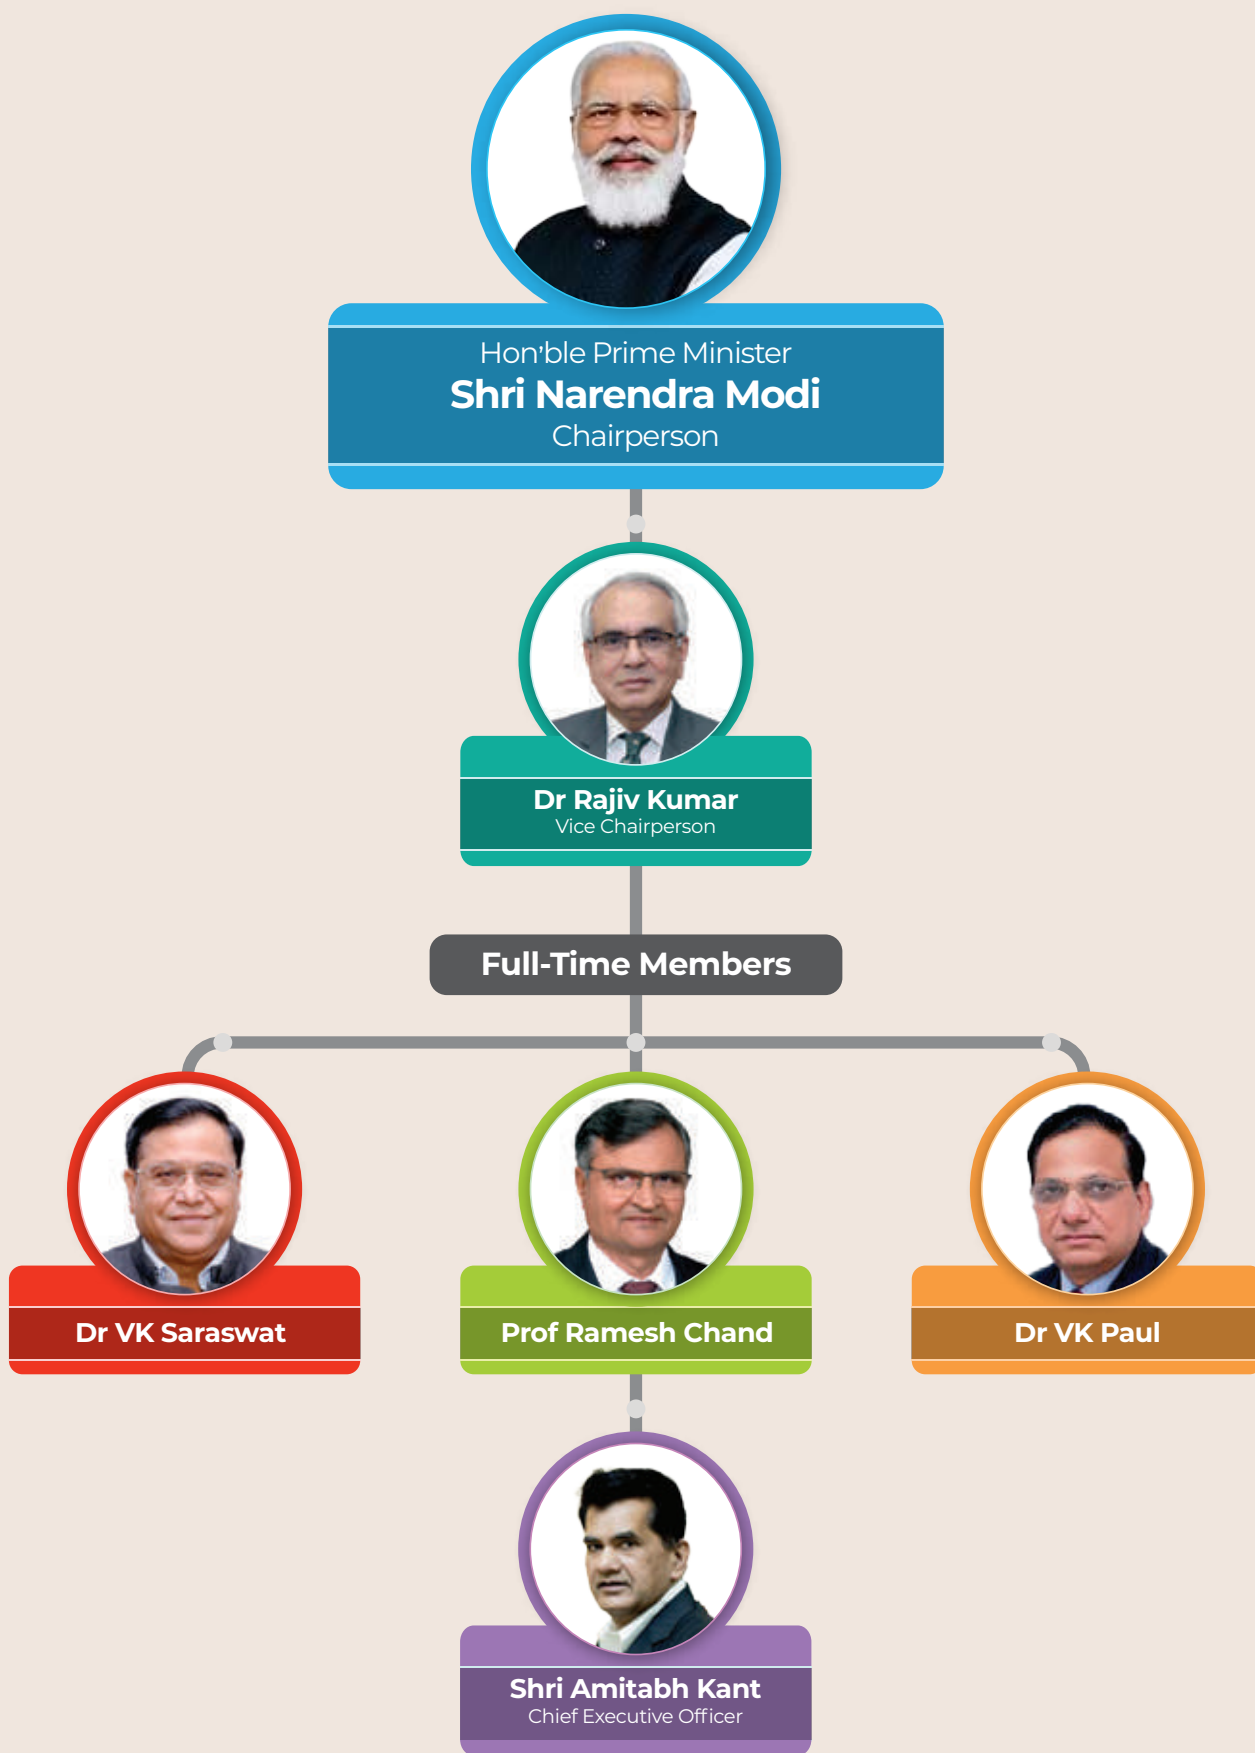 Hon'ble Prime Minister
Shri Narendra Modi
Chairperson
Dr Rajiv Kumar
Vice Chairperson
Full-Time Members
Dr VK Saraswat
Prof Ramesh Chand
Dr VK Paul
Shri Amitabh Kant
Chief Executive Officer